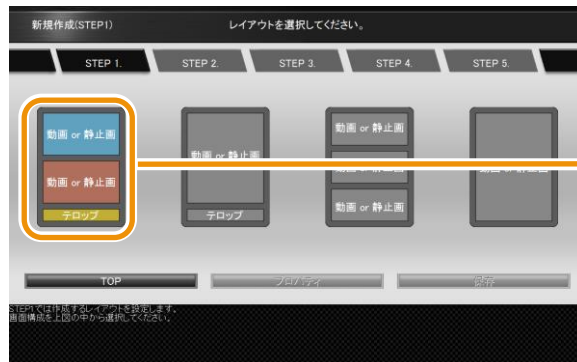 新規作成(STEP1)
レイアウトを選択してください。
STEP 1.
STEP 2.
STEP 3.
STEP 4.
STEP 5.
動画 or 静止画
動画 or 静止画
テロップ
動画 or 静止画
テロップ
動画 or 静止画
動画 or 静止画
TOP
プロパティ
保存
STEP1では作成するレイアウトを設定します。
画面構成を上図の中から選択してください。